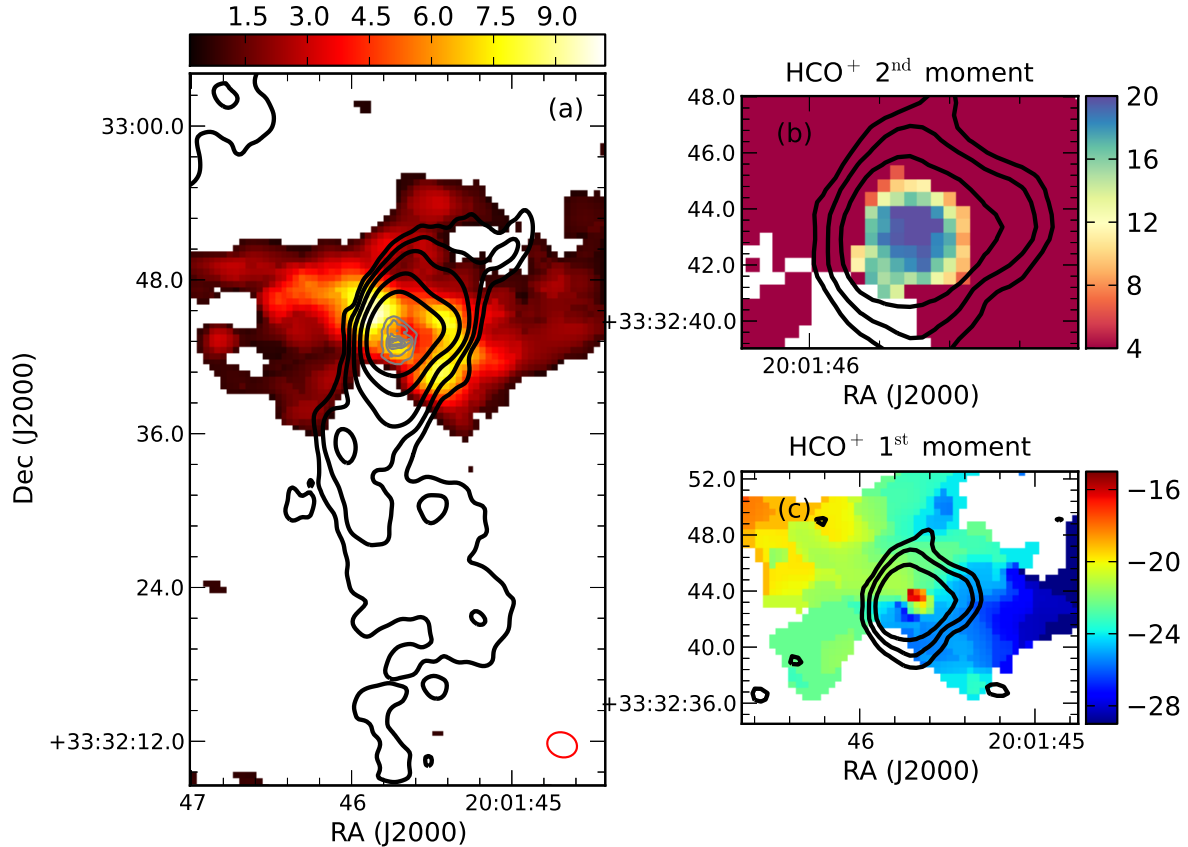 1.5 3.0 4.5 6.0 7.5 9.0
(a)
33:00.0
48.0
36.0
24.0
+33:32:12.0
Dec (J2000)
47 46 20:01:45
RA (J2000)
HCO⁺ 2ⁿᵈ moment
(b)
48.0
46.0
44.0
42.0
+33:32:40.0
20:01:46
RA (J2000)
20
16
12
8
4
HCO⁺ 1ˢᵗ moment
(c)
52.0
48.0
44.0
40.0
+33:32:36.0
46 20:01:45
RA (J2000)
−16
−20
−24
−28